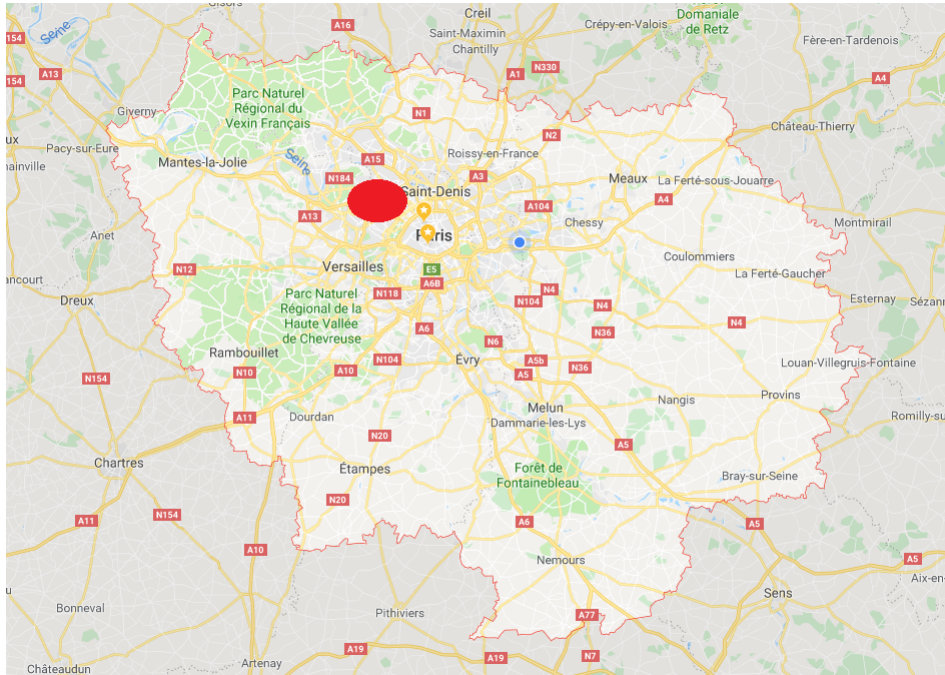 Gisors
Creil
Domaniale
de Retz
A16
Crépy-en-Valois
Seine
N154
Saint-Maximin
Chantilly
Fère-en-Tardenois
A13
A1
N330
A4
N154
Parc Naturel
Régional du
Vexin Français
Giverny
N1
Château-Thierry
N2
Pacy-sur-Eure
Roissy-en-France
Mantes-la-Jolie
Seine
A15
N184
A3
Meaux
La Ferté-sous-Jouarre
Saint-Denis
A4
A13
A104
Chessy
Montmirail
Anet
Paris
Coulommiers
N12
Versailles
E5
La Ferté-Gaucher
A6B
Dreux
Parc Naturel
Régional de la
Haute Vallée
de Chevreuse
N118
N104
N4
N4
Esternay
N4
A6
N36
N6
Rambouillet
N104
Évry
A5b
N36
Louan-Villegruis-Fontaine
N154
N10
A10
A5
Provins
Nangis
A11
Dourdan
Melun
Dammarie-les-Lys
N20
A5
Chartres
Étampes
Forêt de
Fontainebleau
Bray-sur-Seine
N20
A11
N154
A6
A5
A10
Nemours
A5
Sens
Bonneval
Pithiviers
A77
A19
A19
N7
Artenay
Châteaudun